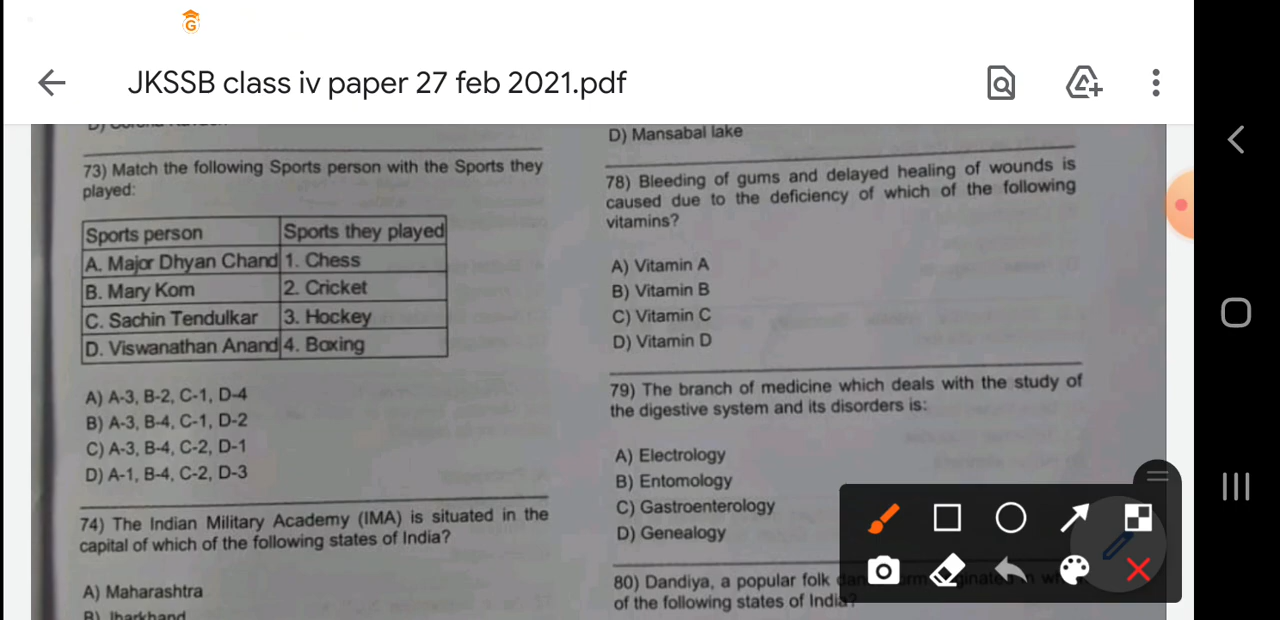 G
JKSSB class iv paper 27 feb 2021.pdf
73) Match the following Sports person with the Sports they
played:
Sports person Sports they played
A. Major Dhyan Chand 1. Chess
B. Mary Kom 2. Cricket
C. Sachin Tendulkar 3. Hockey
D. Viswanathan Anand 4. Boxing
A) A-3, B-2, C-1, D-4
B) A-3, B-4, C-1, D-2
C) A-3, B-4, C-2, D-1
D) A-1, B-4, C-2, D-3
74) The Indian Military Academy (IMA) is situated in the
capital of which of the following states of India?
A) Maharashtra
B) Jharkhand
D) Mansabal lake
78) Bleeding of gums and delayed healing of wounds is
caused due to the deficiency of which of the following
vitamins?
A) Vitamin A
B) Vitamin B
C) Vitamin C
D) Vitamin D
79) The branch of medicine which deals with the study of
the digestive system and its disorders is:
A) Electrology
B) Entomology
C) Gastroenterology
D) Genealogy
80) Dandiya, a popular folk
of the following states of India?